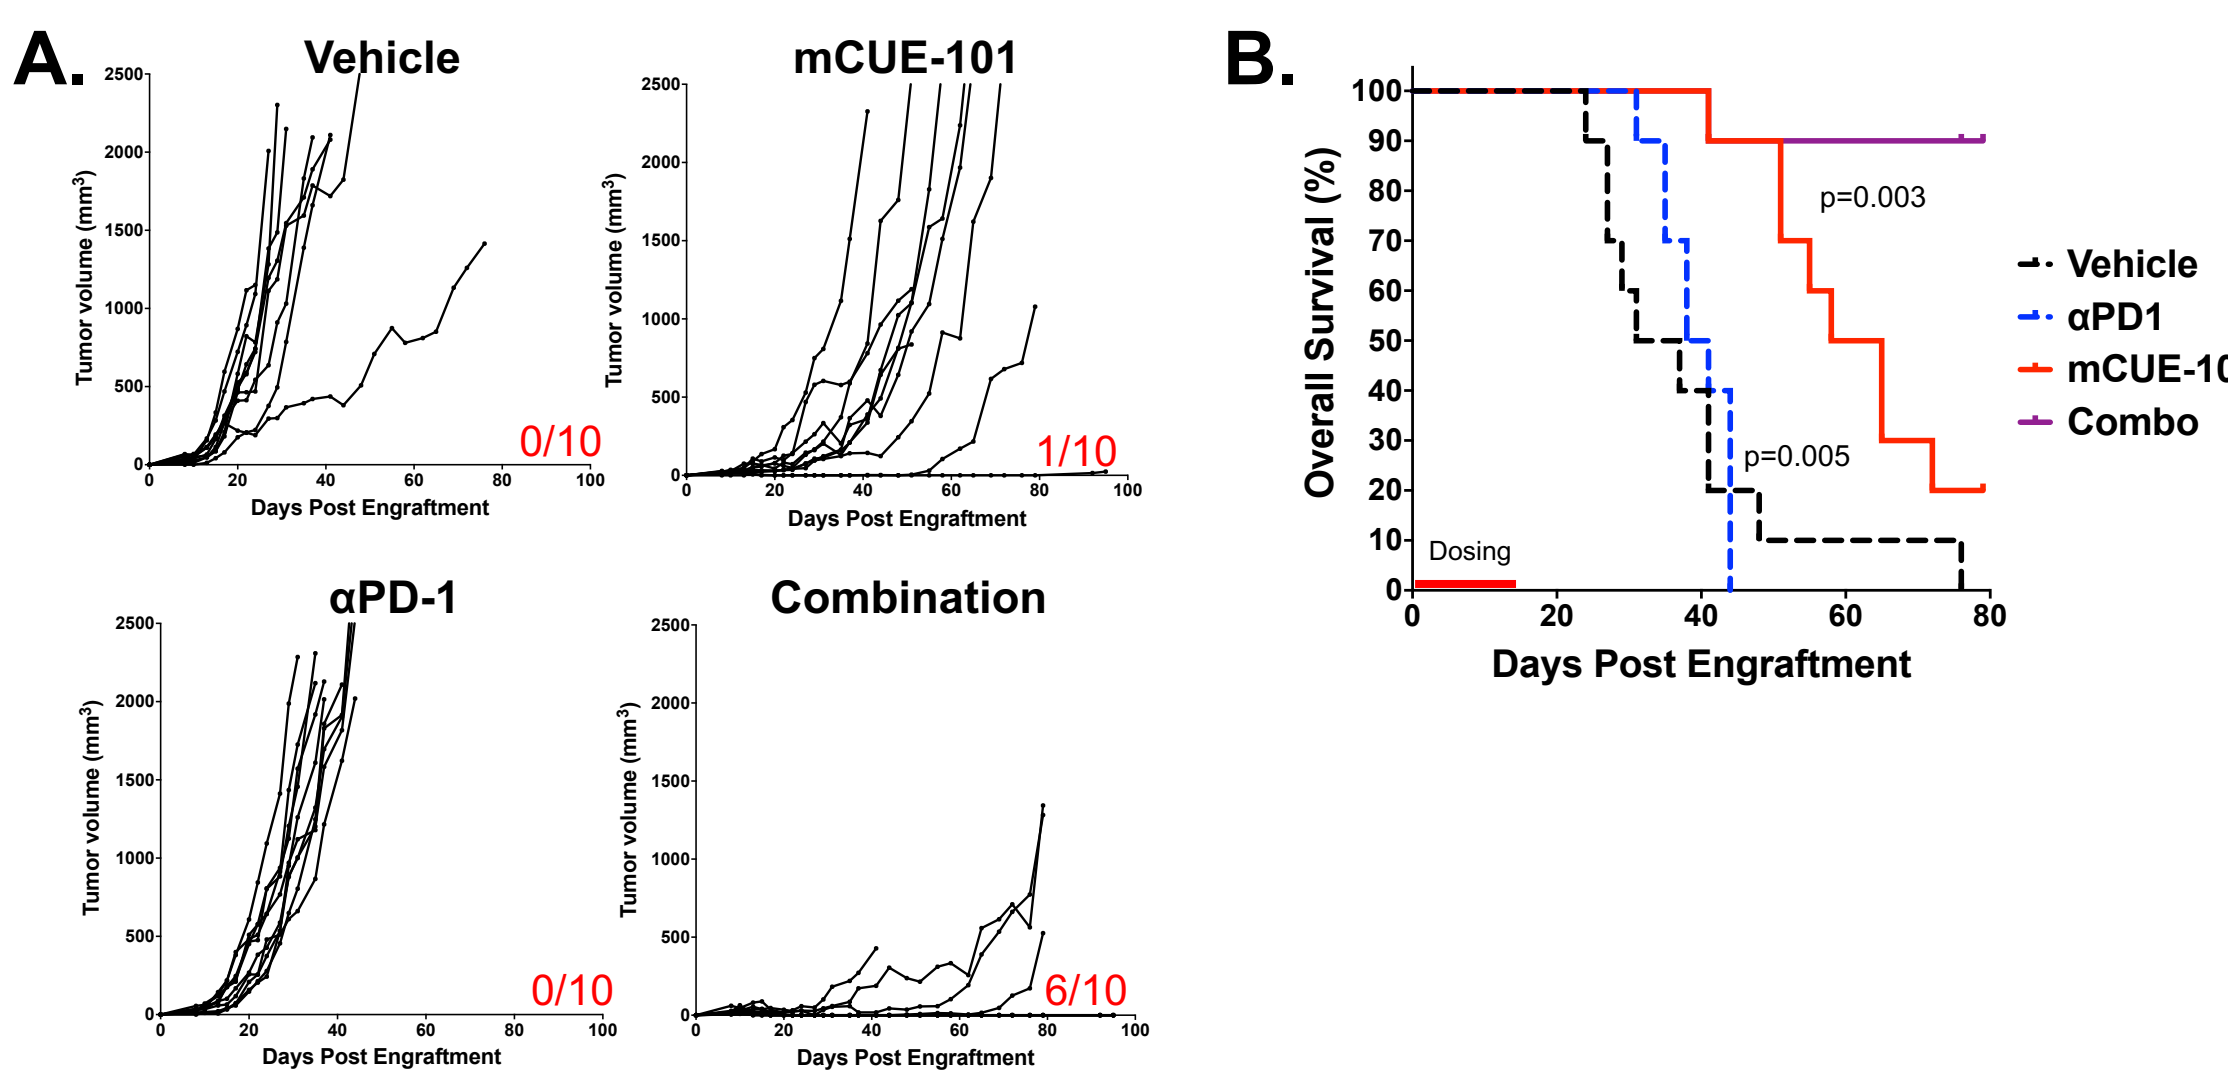 A.
Vehicle
2500
2000
1500
1000
500
0
Tumor volume (mm3)
0 20 40 60 80 100
Days Post Engraftment
0/10
mCUE-101
2500
2000
1500
1000
500
0
Tumor volume (mm3)
0 20 40 60 80 100
Days Post Engraftment
1/10
αPD-1
2500
2000
1500
1000
500
0
Tumor volume (mm3)
0 20 40 60 80 100
Days Post Engraftment
0/10
Combination
2500
2000
1500
1000
500
0
Tumor volume (mm3)
0 20 40 60 80 100
Days Post Engraftment
6/10
B.
100
90
80
70
60
50
40
30
20
10
0
Overall Survival (%)
p=0.003
p=0.005
Dosing
0 20 40 60 80
Days Post Engraftment
Vehicle
αPD1
mCUE-10
Combo